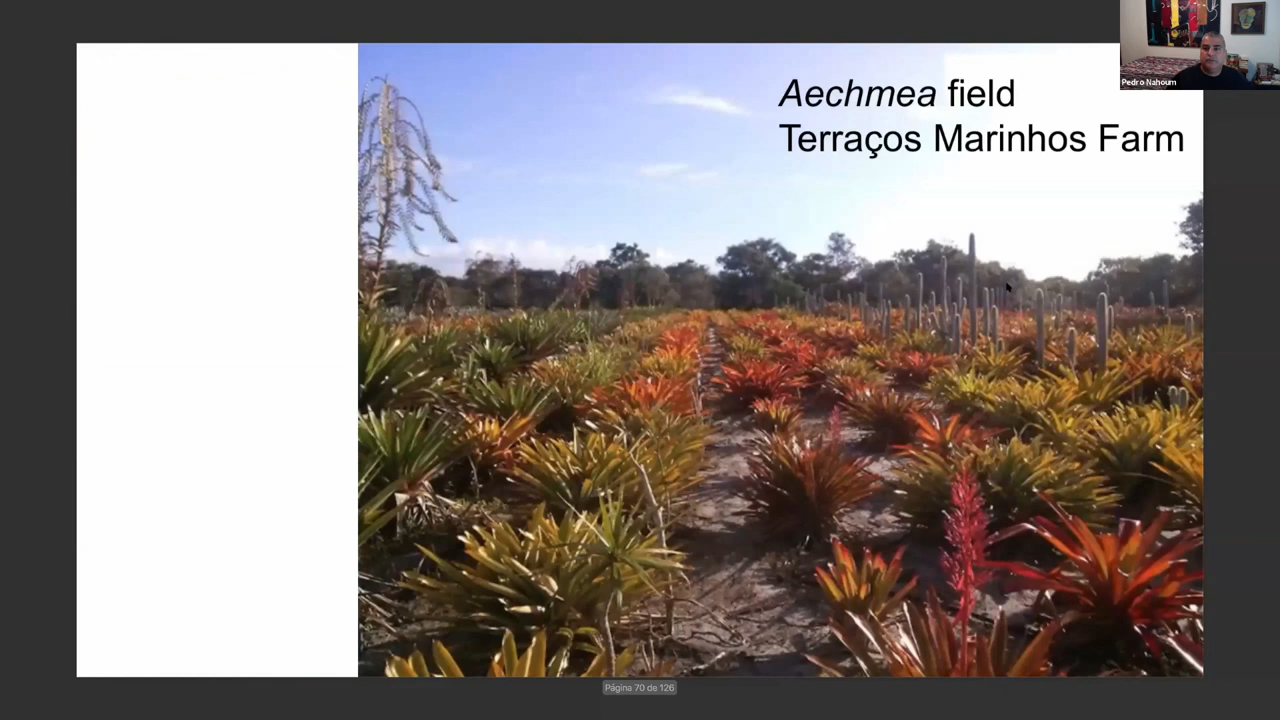 Pedro Nahoum
Aechmea field
Terraços Marinhos Farm
Página 70 de 126